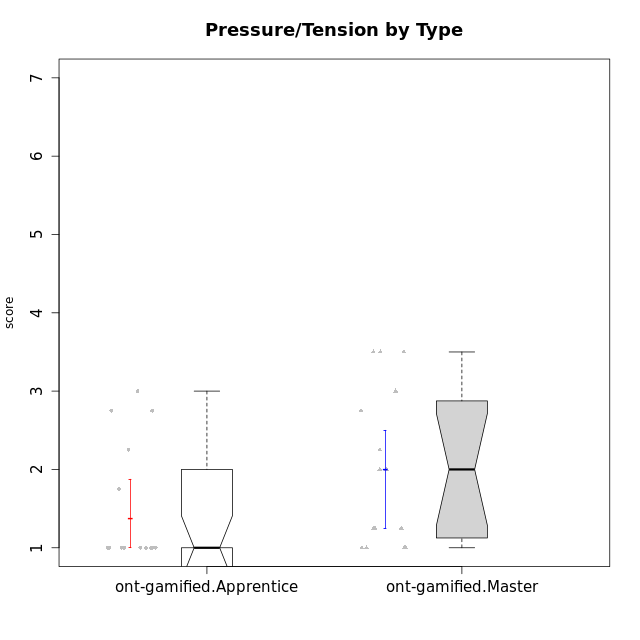 Pressure/Tension by Type
7
6
5
4
3
2
1
score
ont-gamified.Apprentice
ont-gamified.Master